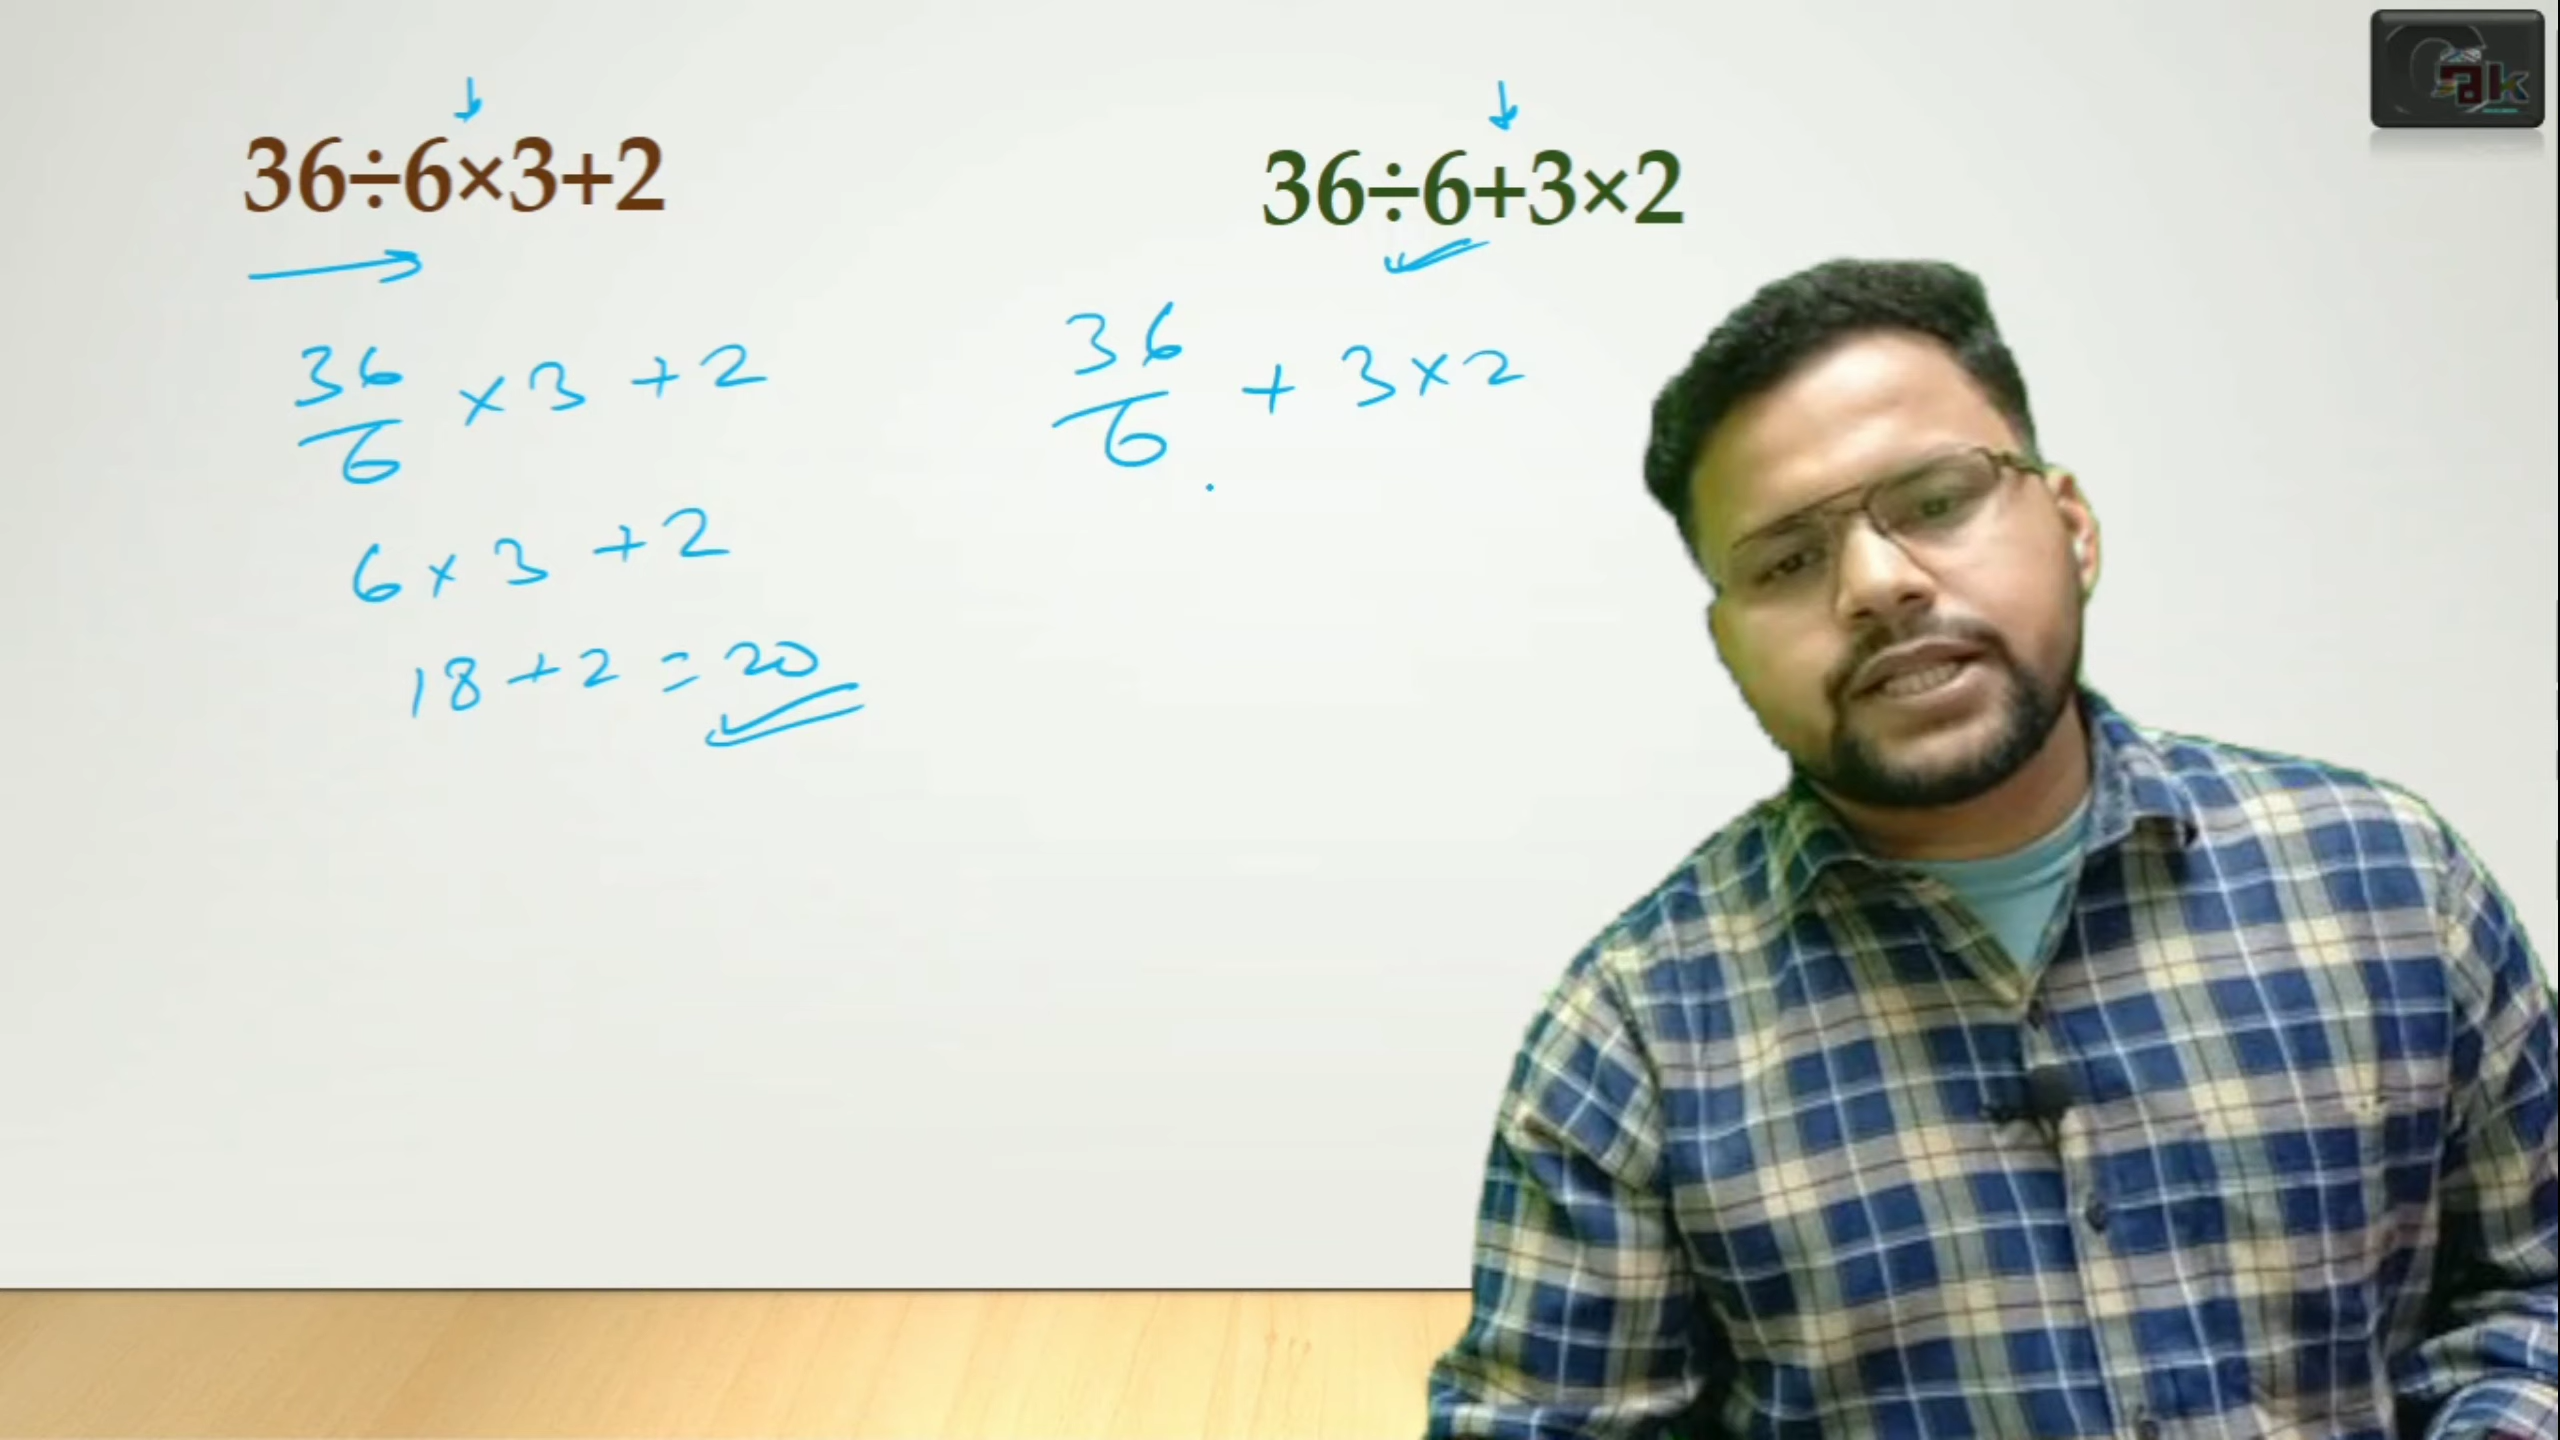 36÷6×3+2
36/6 × 3 + 2
6 × 3 + 2
18 + 2 = 20
36÷6+3×2
36/6 + 3 × 2